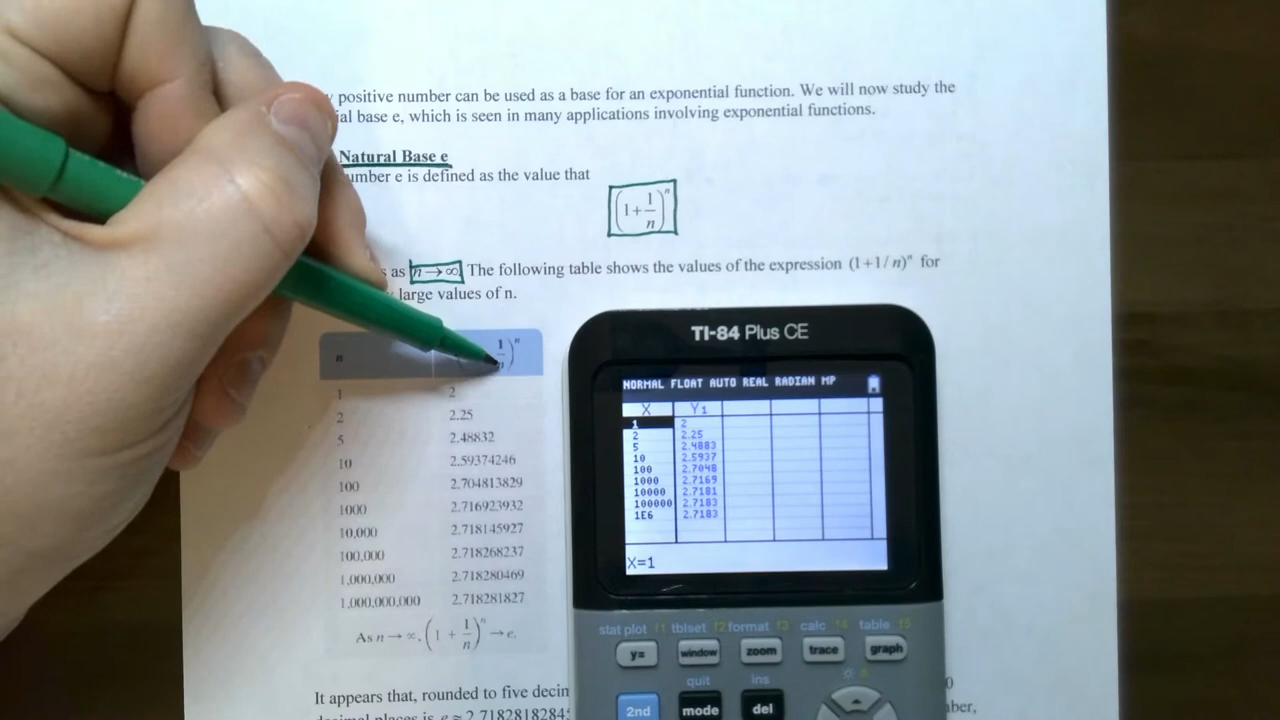 positive number can be used as a base for an exponential function. We will now study the
ial base e, which is seen in many applications involving exponential functions.
Natural Base e
umber e is defined as the value that
(1+1/n)^n
s as n→∞. The following table shows the values of the expression (1+1/n)^n for
large values of n.
n 1/n)^n
1 2
2 2.25
5 2.48832
10 2.59374246
100 2.704813829
1000 2.716923932
10,000 2.718145927
100,000 2.718268237
1,000,000 2.718280469
1,000,000,000 2.718281827
As n→∞, (1 + 1/n)^n → e.
It appears that, rounded to five decim
decimal places is e ≈ 2.718281828
0
ber,
TI-84 Plus CE
NORMAL FLOAT AUTO REAL RADIAN MP
X Y1
1 2
2 2.25
5 2.4883
10 2.5937
100 2.7048
1000 2.7169
10000 2.7181
100000 2.7183
1E6 2.7183
X=1
stat plot f1 tblset f2 format f3 calc f4 table f5
y= window zoom trace graph
quit ins
2nd mode del